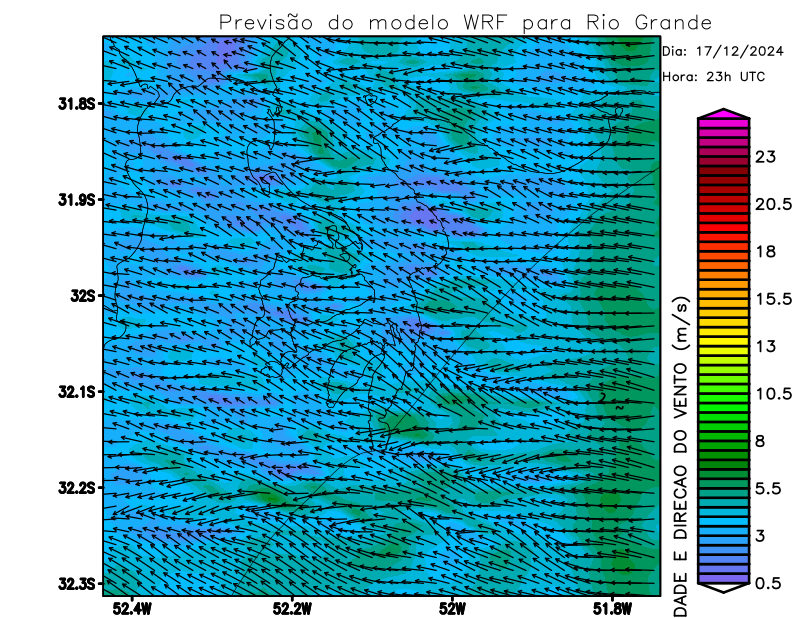 Previsão do modelo WRF para Rio Grande
Dia: 17/12/2024
Hora: 23h UTC
31.8S
31.9S
32S
32.1S
32.2S
32.3S
52.4W
52.2W
52W
51.8W
DADE E DIRECAO DO VENTO (m/s)
23
20.5
18
15.5
13
10.5
8
5.5
3
0.5